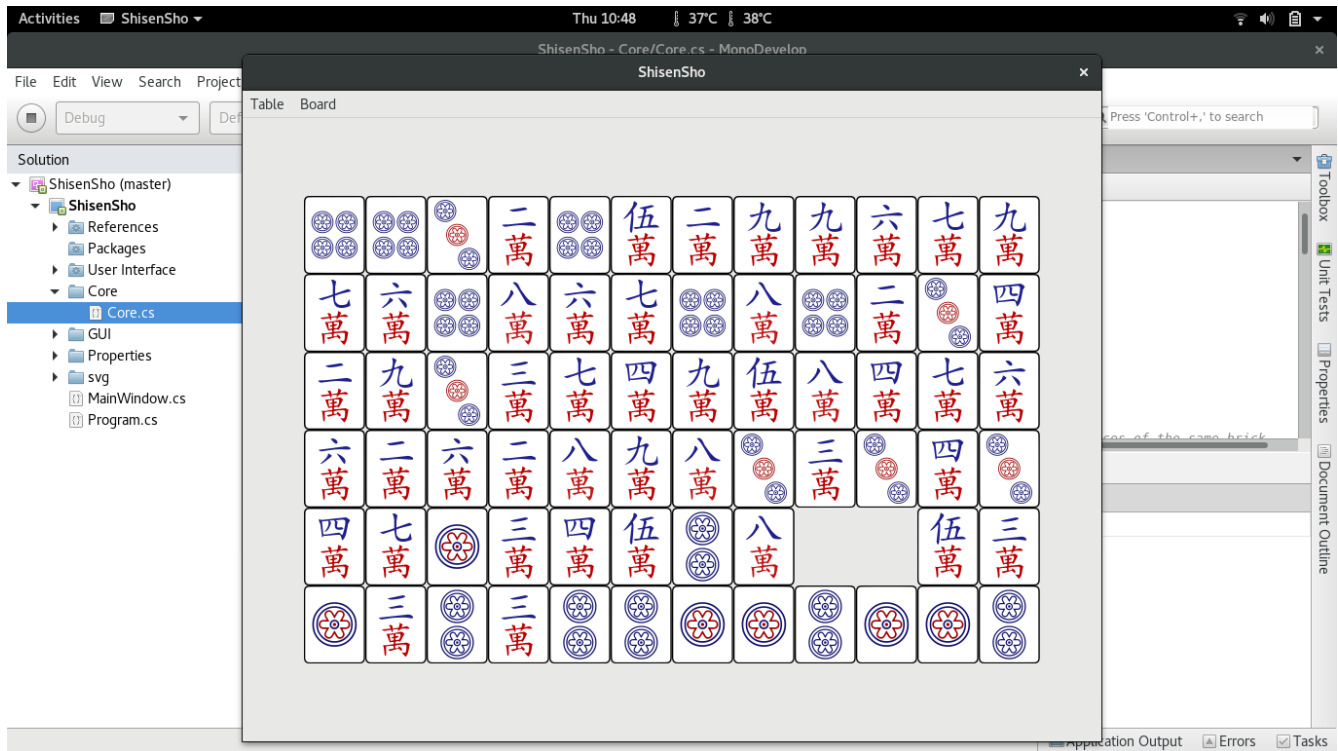 Activities ShisenSho Thu 10:48 37°C 38°C
ShisenSho - Core/Core.cs - MonoDevelop
ShisenSho
File Edit View Search Project
Table Board
Debug Def
Press 'Control+,' to search
Solution
ShisenSho (master)
ShisenSho
References
Packages
User Interface
Core
Core.cs
GUI
Properties
svg
MainWindow.cs
Program.cs
Toolbox
Unit Tests
Properties
Document Outline
二萬 伍萬 二萬 九萬 九萬 六萬 七萬 九萬
七萬 六萬 八萬 六萬 七萬 八萬 二萬 四萬
二萬 九萬 三萬 七萬 四萬 九萬 伍萬 八萬 四萬 七萬 六萬
六萬 二萬 六萬 二萬 八萬 九萬 八萬 三萬 四萬
四萬 七萬 三萬 四萬 伍萬 八萬 伍萬 三萬
三萬 三萬
of the same brick
Application Output Errors Tasks